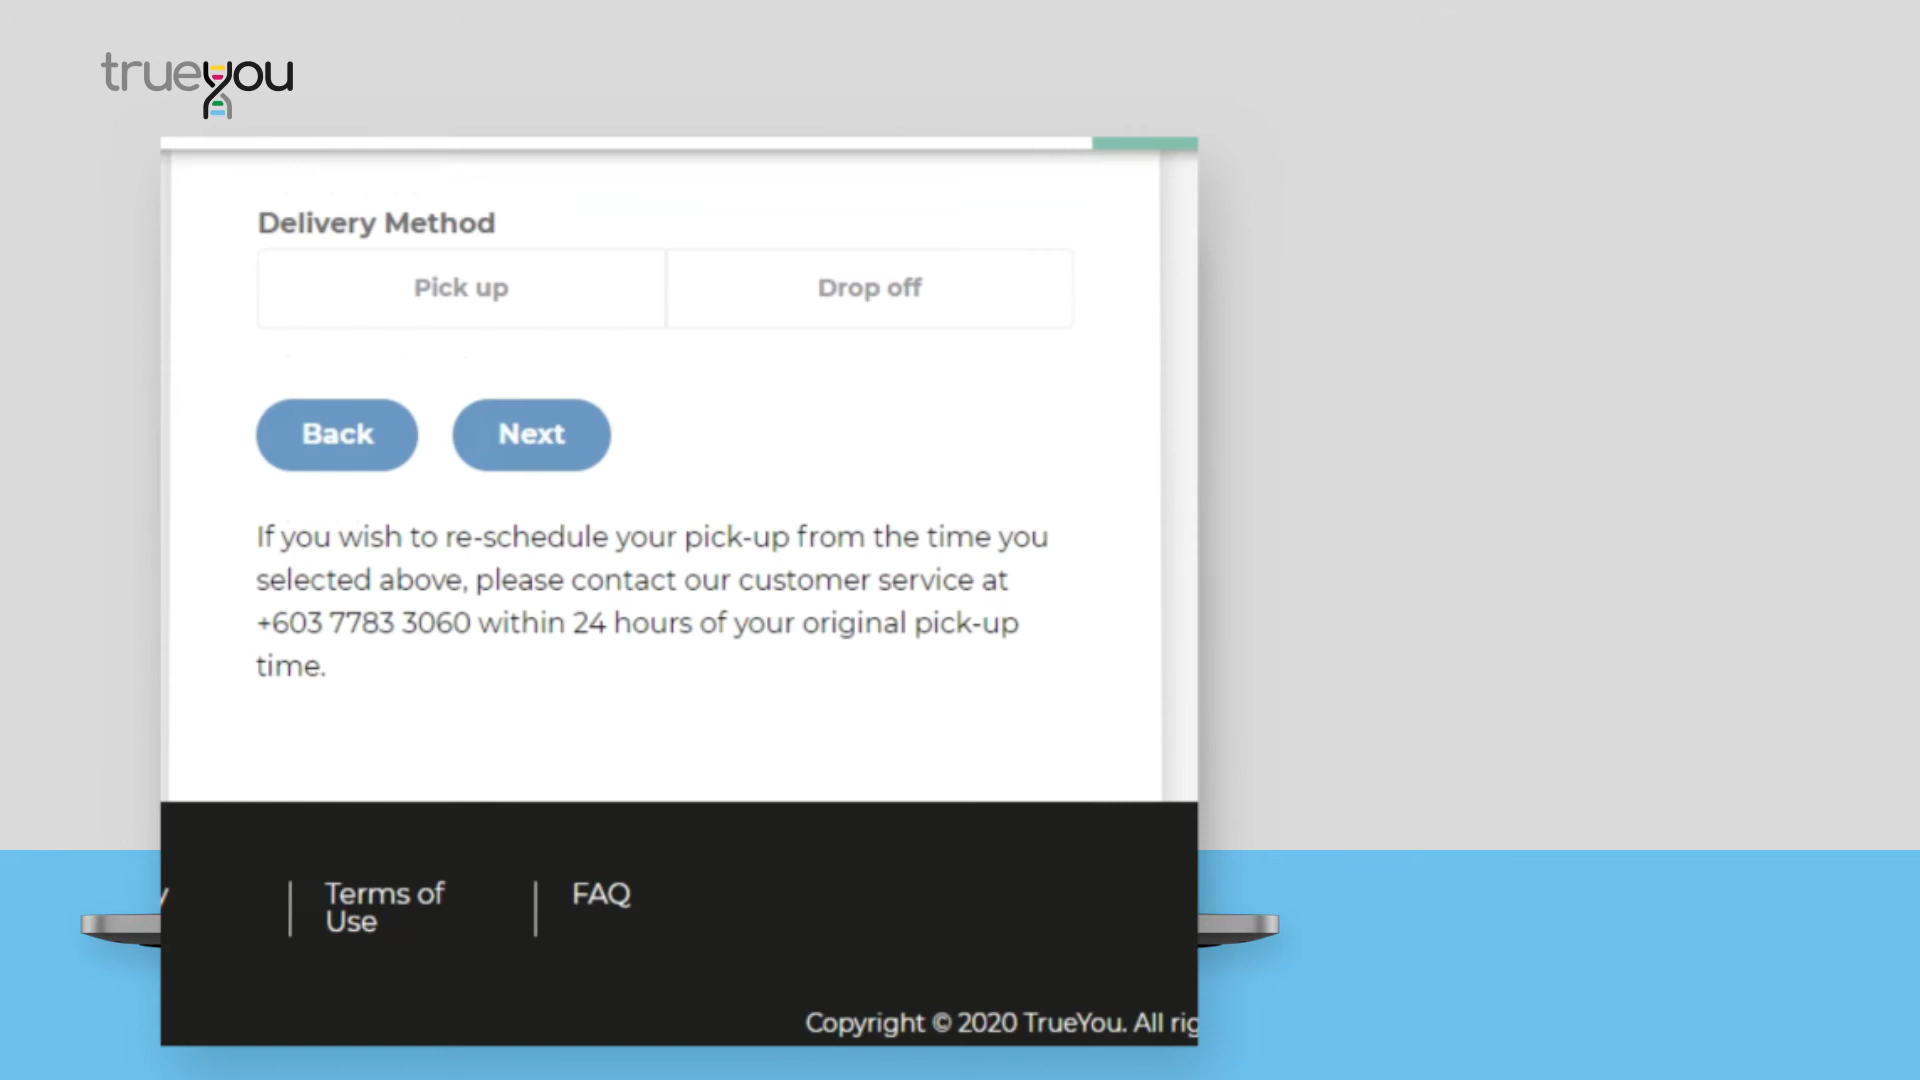 trueyou
Delivery Method
Pick up
Drop off
Back
Next
If you wish to re-schedule your pick-up from the time you
selected above, please contact our customer service at
+603 7783 3060 within 24 hours of your original pick-up
time.
Terms of
Use
FAQ
Copyright © 2020 TrueYou. All